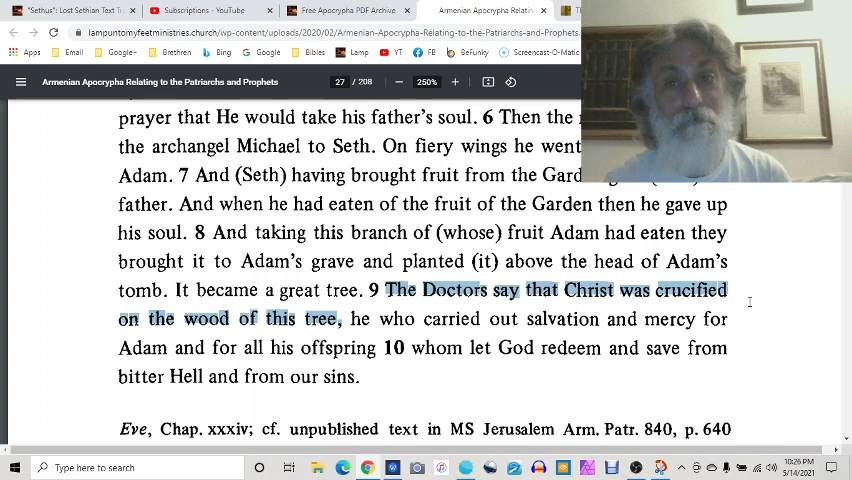 "Sethus": Lost Sethian Text Tra
Subscriptions - YouTube
Free Apocrypha PDF Archive
Armenian Apocrypha Relatin
lampuntomyfeetministries.church/wp-content/uploads/2020/02/Armenian-Apocrypha-Relating-to-the-Patriarchs-and-Prophets.
Apps Email Google+ Brethren Bing Google Bibles Lamp YT FB BeFunky Screencast-O-Matic
Armenian Apocrypha Relating to the Patriarchs and Prophets 27 / 208 250%
prayer that He would take his father's soul. 6 Then the
the archangel Michael to Seth. On fiery wings he went
Adam. 7 And (Seth) having brought fruit from the
father. And when he had eaten of the fruit of the Garden then he gave up
his soul. 8 And taking this branch of (whose) fruit Adam had eaten they
brought it to Adam's grave and planted (it) above the head of Adam's
tomb. It became a great tree. 9 The Doctors say that Christ was crucified
on the wood of this tree, he who carried out salvation and mercy for
Adam and for all his offspring 10 whom let God redeem and save from
bitter Hell and from our sins.
Eve, Chap. xxxiv; cf. unpublished text in MS Jerusalem Arm. Patr. 840, p. 640
Type here to search
10:26 PM
5/14/2021